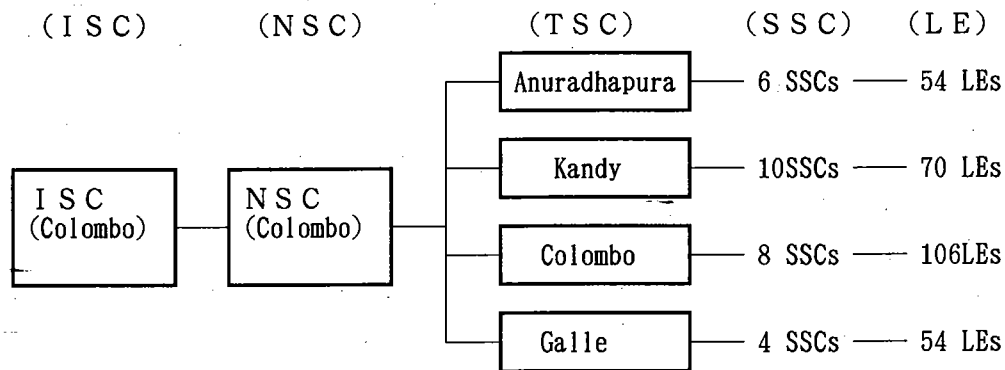 (ISC) (NSC) (TSC) (SSC) (LE)
Anuradhapura 6 SSCs 54 LEs
Kandy 10SSCs 70 LEs
ISC NSC
(Colombo) (Colombo)
Colombo 8 SSCs 106LEs
Galle 4 SSCs 54 LEs